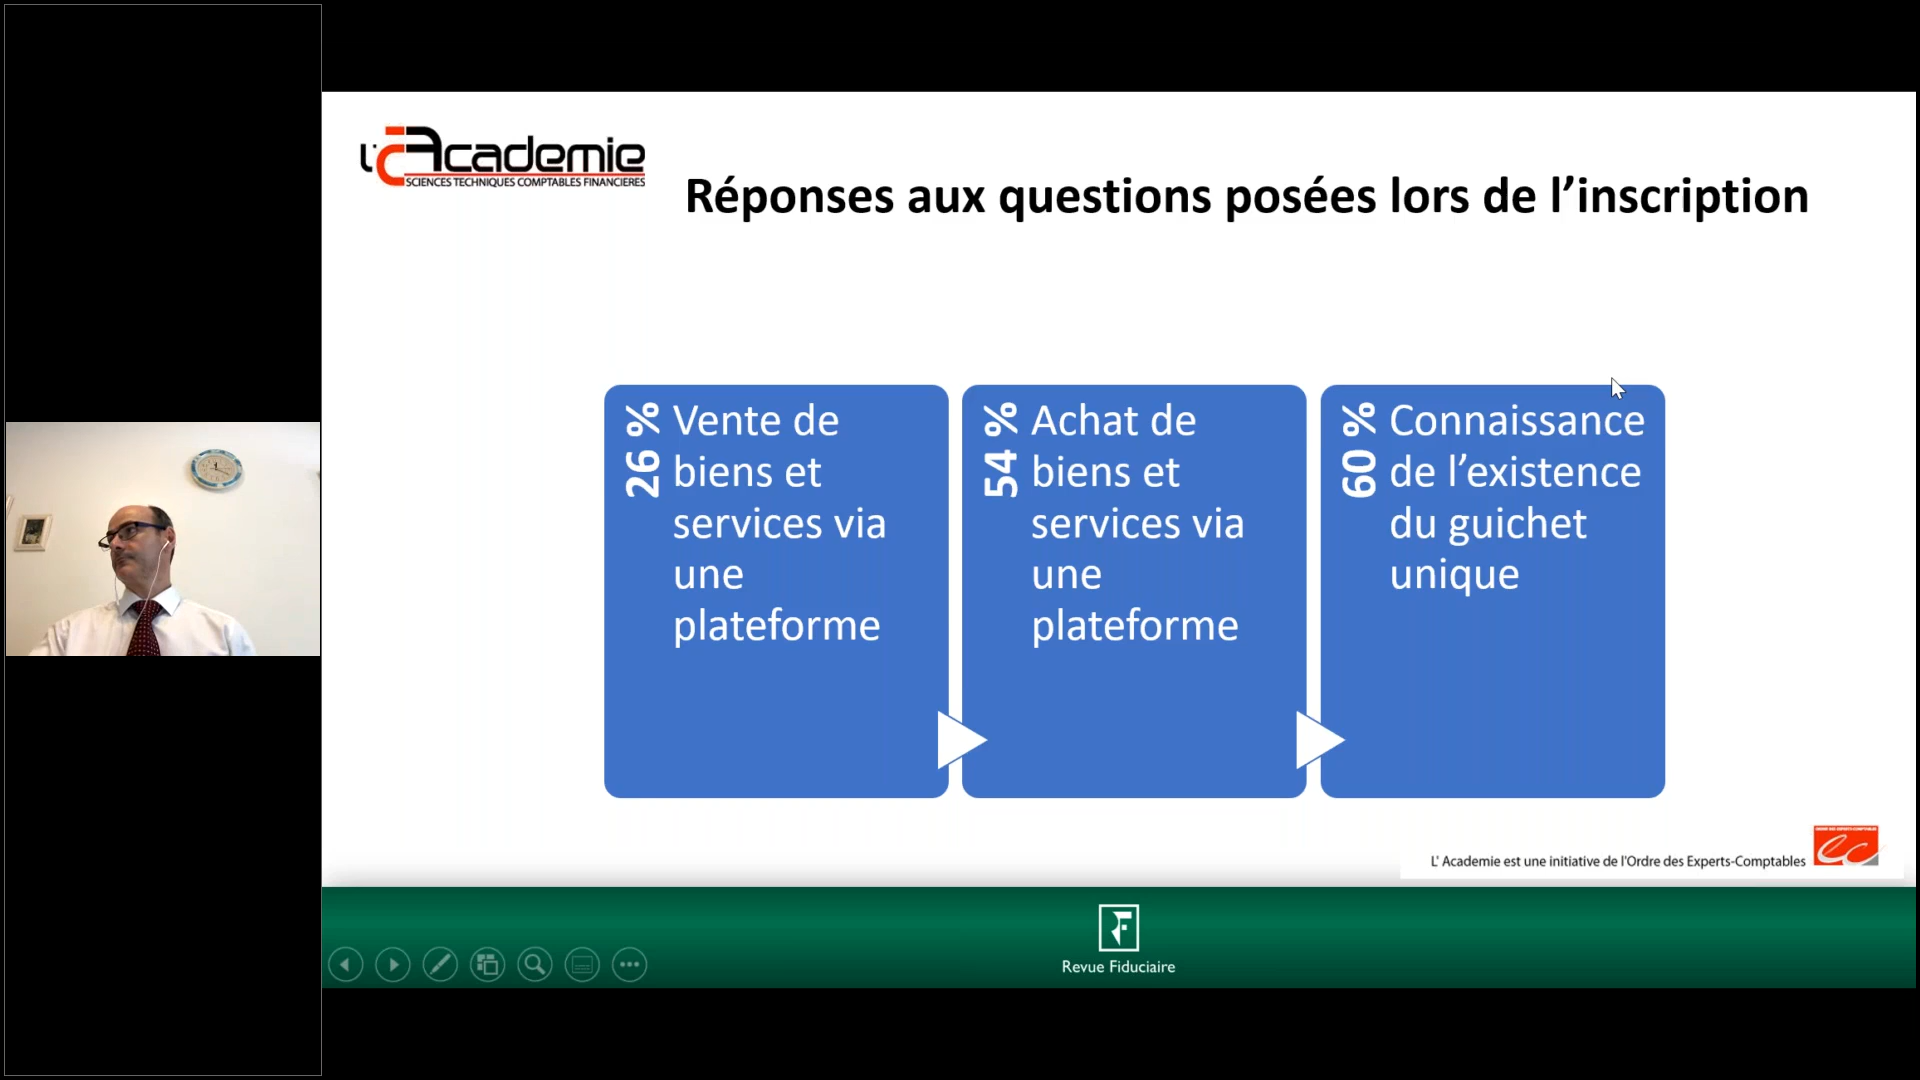 L'Academie
SCIENCES TECHNIQUES COMPTABLES FINANCIERES
Réponses aux questions posées lors de l’inscription
26 %
Vente de
biens et
services via
une
plateforme
54 %
Achat de
biens et
services via
une
plateforme
60 %
Connaissance
de l’existence
du guichet
unique
L' Academie est une initiative de l'Ordre des Experts-Comptables
ec
Revue Fiduciaire